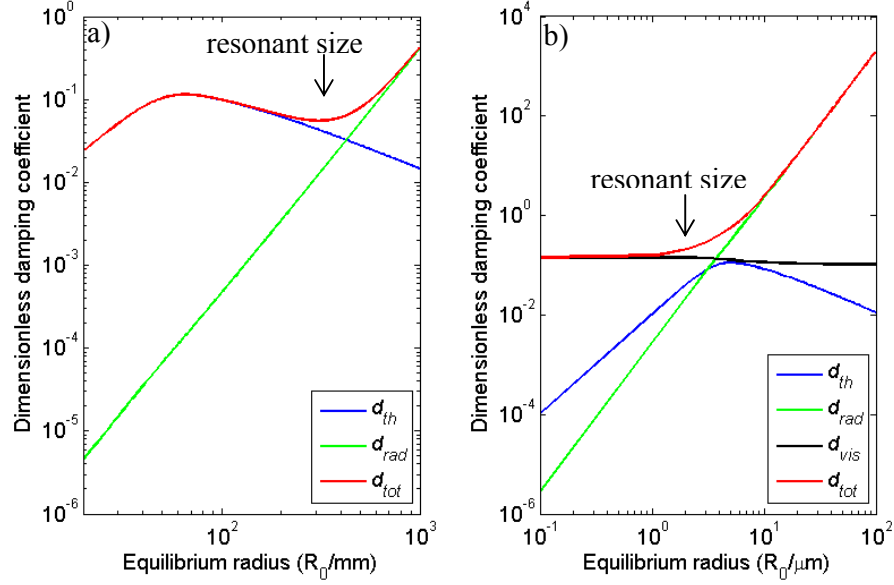 a)
resonant size
10^0
10^-1
10^-2
10^-3
10^-4
10^-5
10^-6
Dimensionless damping coefficient
d_th
d_rad
d_tot
10^2
10^3
Equilibrium radius (R_0/mm)
b)
resonant size
10^4
10^2
10^0
10^-2
10^-4
10^-6
Dimensionless damping coefficient
d_th
d_rad
d_vis
d_tot
10^-1
10^0
10^1
10^2
Equilibrium radius (R_0/μm)